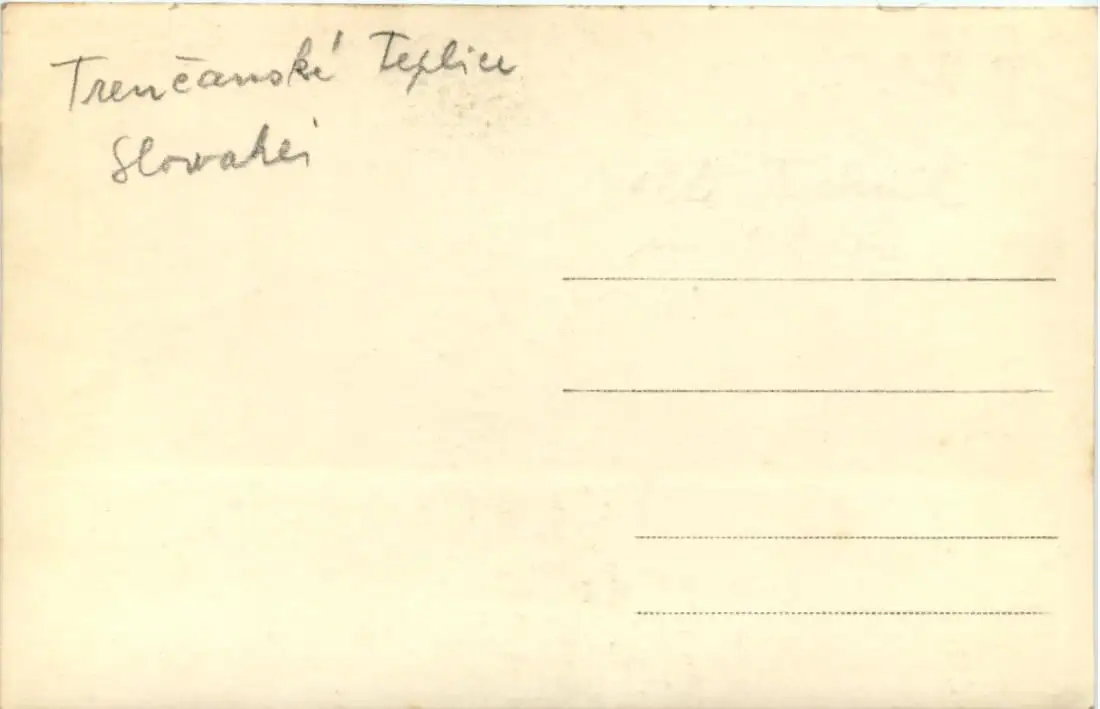 Trenčanské Teplice
Slowakei